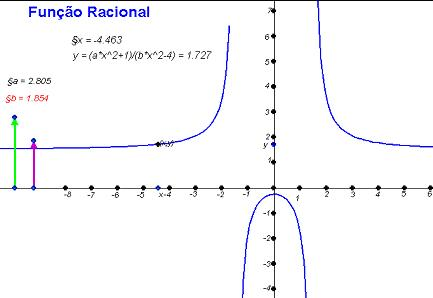 Função Racional
§x = -4.463
y = (a*x^2+1)/(b*x^2-4) = 1.727
§a = 2.805
§b = 1.854
7
6
5
4
3
y
2
1
-8 -7 -6 -5 x -4 -3 -2 -1 1 2 3 4 5 6
-1
-2
-3
-4